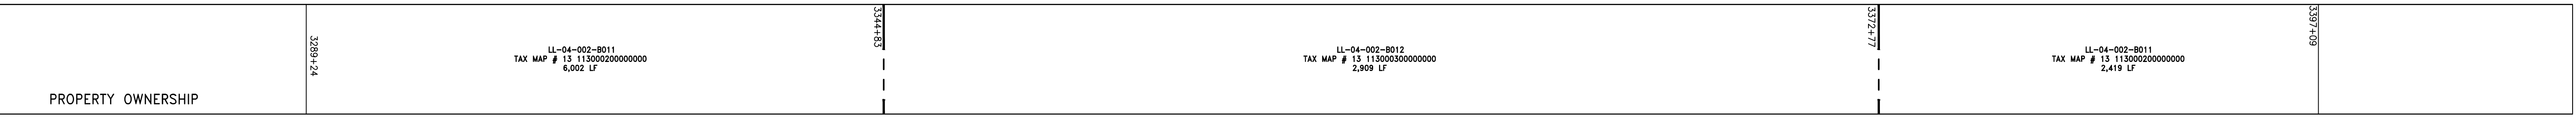 PROPERTY OWNERSHIP
3289+24
LL-04-002-B011
TAX MAP # 13 113000200000000
6,002 LF
3344+83
LL-04-002-B012
TAX MAP # 13 113000300000000
2,909 LF
3372+77
LL-04-002-B011
TAX MAP # 13 113000200000000
2,419 LF
3397+09